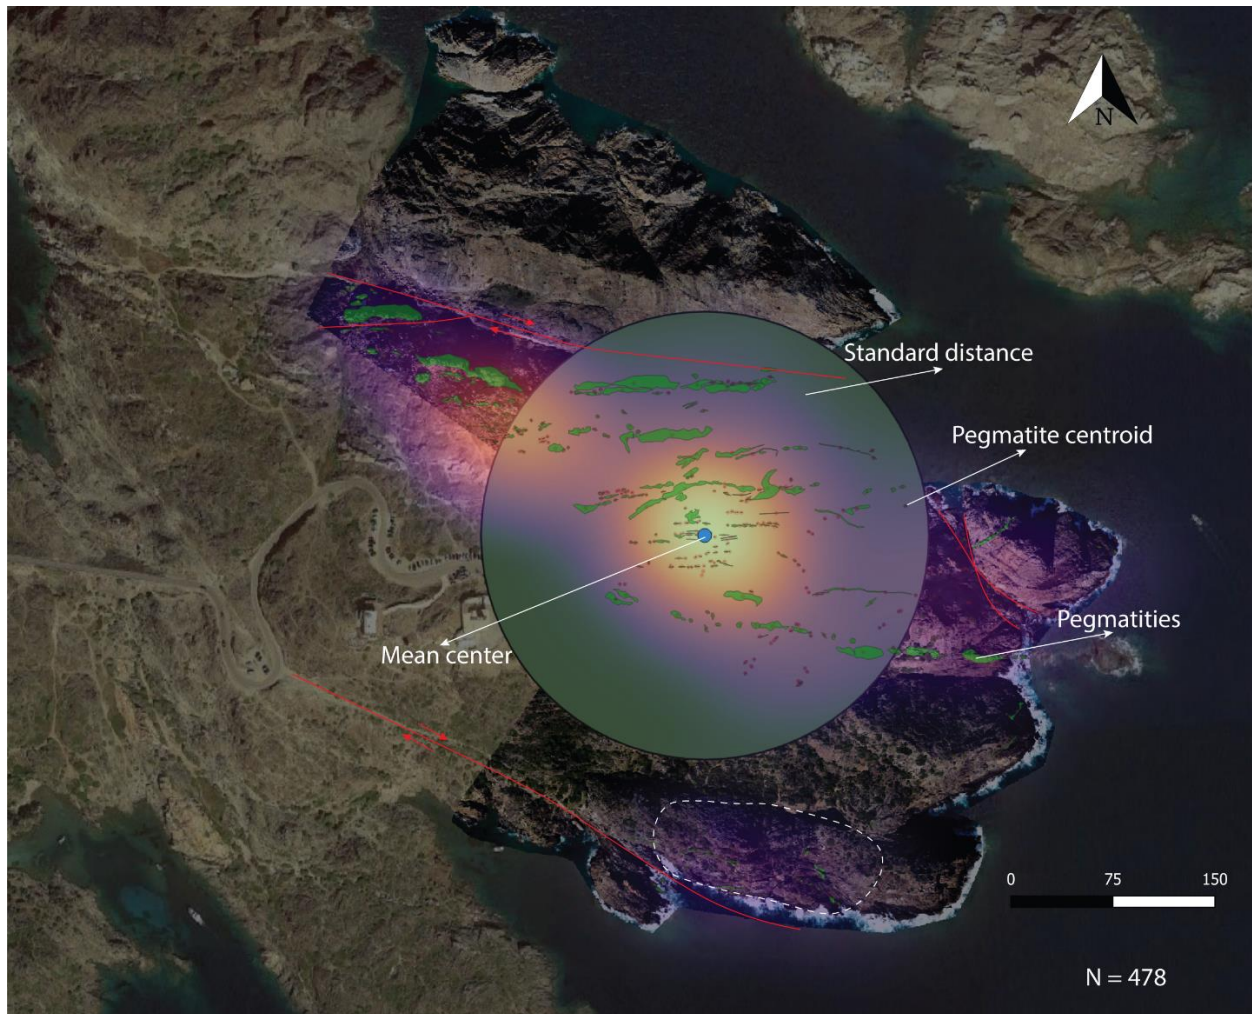 N
Standard distance
Pegmatite centroid
Pegmatities
Mean center
0 75 150
N = 478